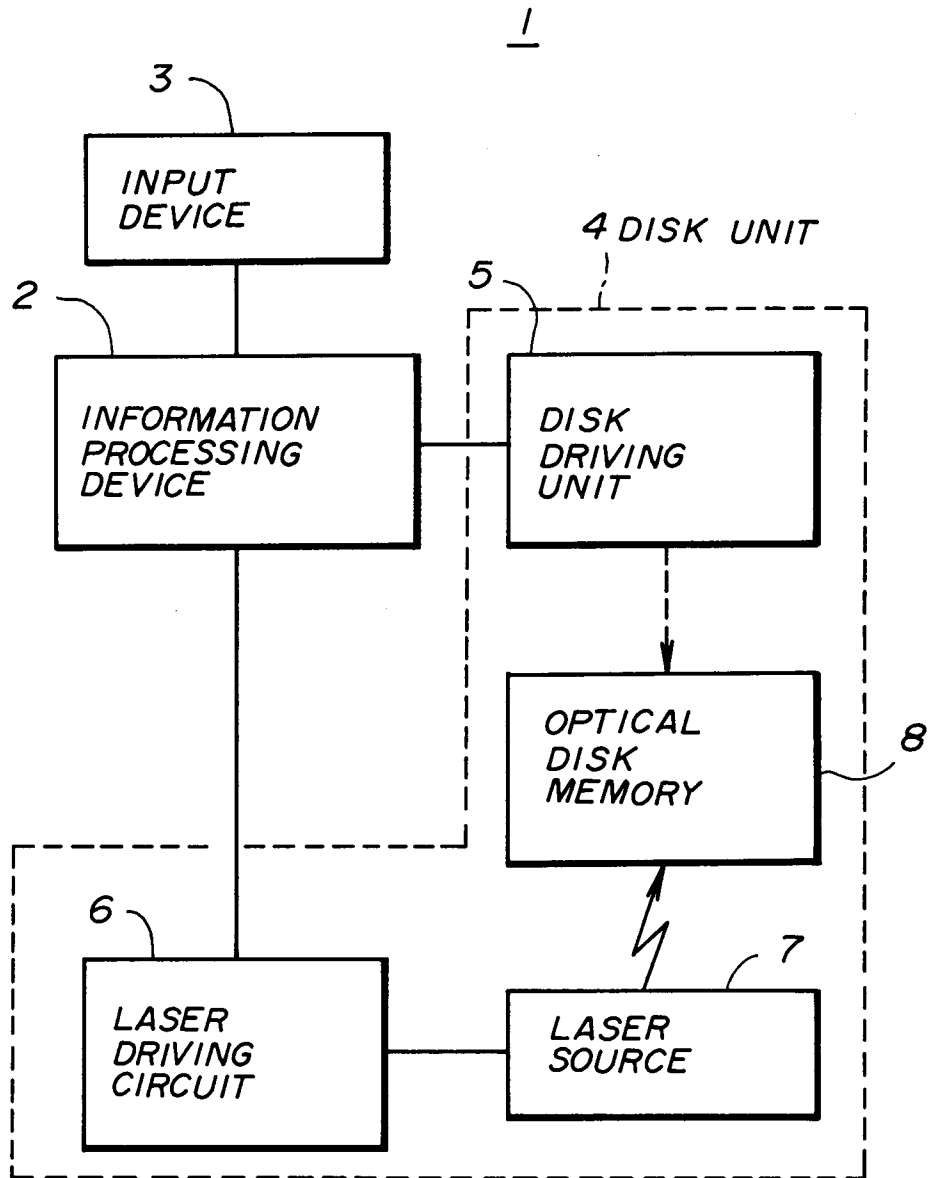 1
3
INPUT
DEVICE
4 DISK UNIT
2
5
INFORMATION
PROCESSING
DEVICE
DISK
DRIVING
UNIT
OPTICAL
DISK
MEMORY
8
6
7
LASER
DRIVING
CIRCUIT
LASER
SOURCE